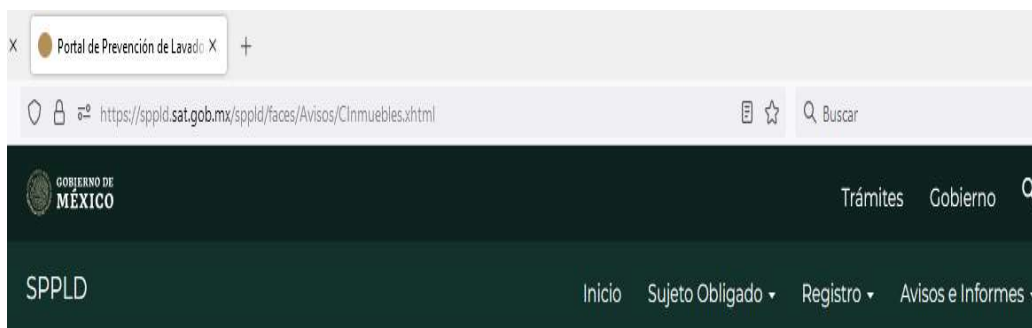 Portal de Prevención de Lavado
https://sppld.sat.gob.mx/sppld/faces/Avisos/CInmuebles.xhtml Buscar
GOBIERNO DE
MÉXICO
Trámites Gobierno
SPPLD Inicio Sujeto Obligado Registro Avisos e Informes